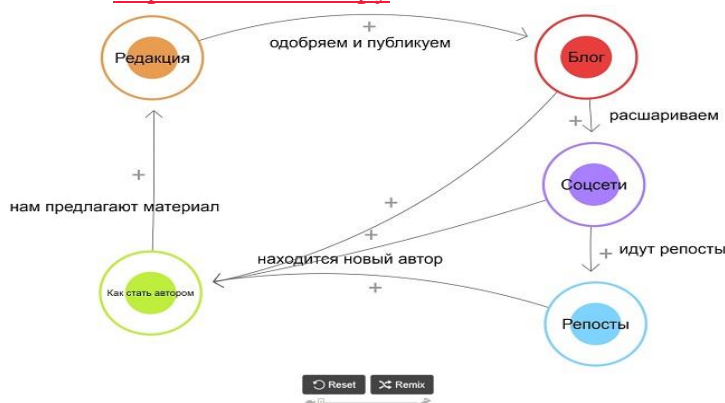 +
одобряем и публикуем
Редакция
Блог
+
расшариваем
+
Соцсети
нам предлагают материал
+
+
+
идут репосты
находится новый автор
+
Как стать автором
Репосты
Reset
Remix